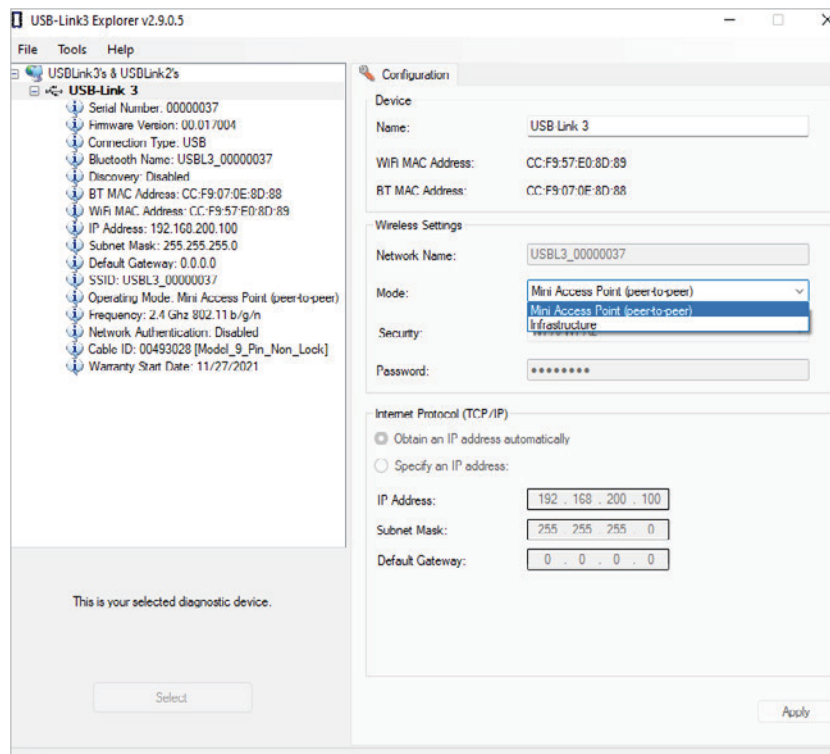 USB-Link3 Explorer v2.9.0.5
File Tools Help
USBLink3's & USBLink2's
USB-Link 3
Serial Number: 00000037
Firmware Version: 00.017004
Connection Type: USB
Bluetooth Name: USBL3_00000037
Discovery: Disabled
BT MAC Address: CC:F9:07:0E:8D:88
WiFi MAC Address: CC:F9:57:E0:8D:89
IP Address: 192.168.200.100
Subnet Mask: 255.255.255.0
Default Gateway: 0.0.0.0
SSID: USBL3_00000037
Operating Mode: Mini Access Point (peer-to-peer)
Frequency: 2.4 Ghz 802.11 b/g/n
Network Authentication: Disabled
Cable ID: 00493028 [Model_9_Pin_Non_Lock]
Warranty Start Date: 11/27/2021
This is your selected diagnostic device.
Select
Configuration
Device
Name: USB Link 3
WiFi MAC Address: CC:F9:57:E0:8D:89
BT MAC Address: CC:F9:07:0E:8D:88
Wireless Settings
Network Name: USBL3_00000037
Mode: Mini Access Point (peer-to-peer)
Mini Access Point (peer-to-peer)
Infrastructure
Security:
Password: ••••••••
Internet Protocol (TCP/IP)
Obtain an IP address automatically
Specify an IP address:
IP Address: 192 . 168 . 200 . 100
Subnet Mask: 255 . 255 . 255 . 0
Default Gateway: 0 . 0 . 0 . 0
Apply